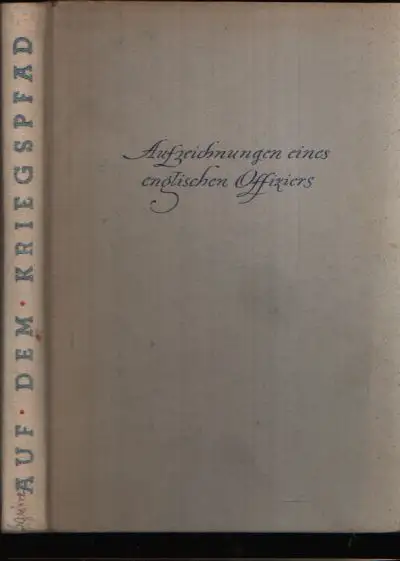 Aufzeichnungen eines
englischen Offiziers
AUF · DEM · KRIEGSPFAD